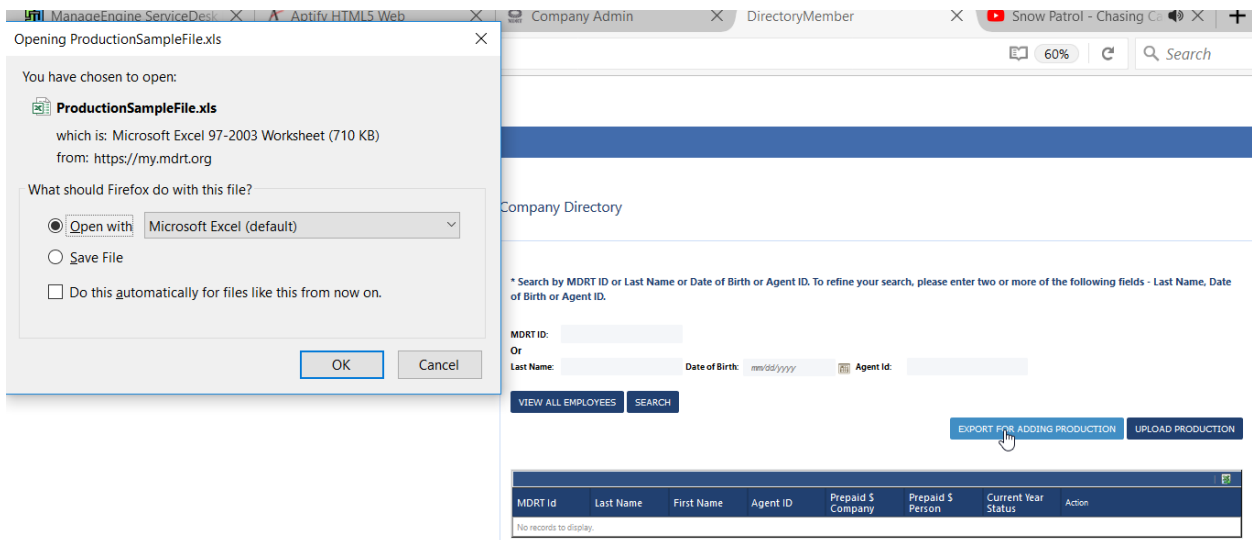 ManageEngine ServiceDesk
Aptify HTML5 Web
Company Admin
DirectoryMember
Snow Patrol - Chasing Ca
Opening ProductionSampleFile.xls
60%
Search
You have chosen to open:
ProductionSampleFile.xls
which is: Microsoft Excel 97-2003 Worksheet (710 KB)
from: https://my.mdrt.org
What should Firefox do with this file?
Open with
Microsoft Excel (default)
Save File
Do this automatically for files like this from now on.
OK
Cancel
Company Directory
* Search by MDRT ID or Last Name or Date of Birth or Agent ID. To refine your search, please enter two or more of the following fields - Last Name, Date
of Birth or Agent ID.
MDRT ID:
Or
Last Name:
Date of Birth:
mm/dd/yyyy
Agent Id:
VIEW ALL EMPLOYEES
SEARCH
EXPORT FOR ADDING PRODUCTION
UPLOAD PRODUCTION
MDRT Id
Last Name
First Name
Agent ID
Prepaid $
Company
Prepaid $
Person
Current Year
Status
Action
No records to display.